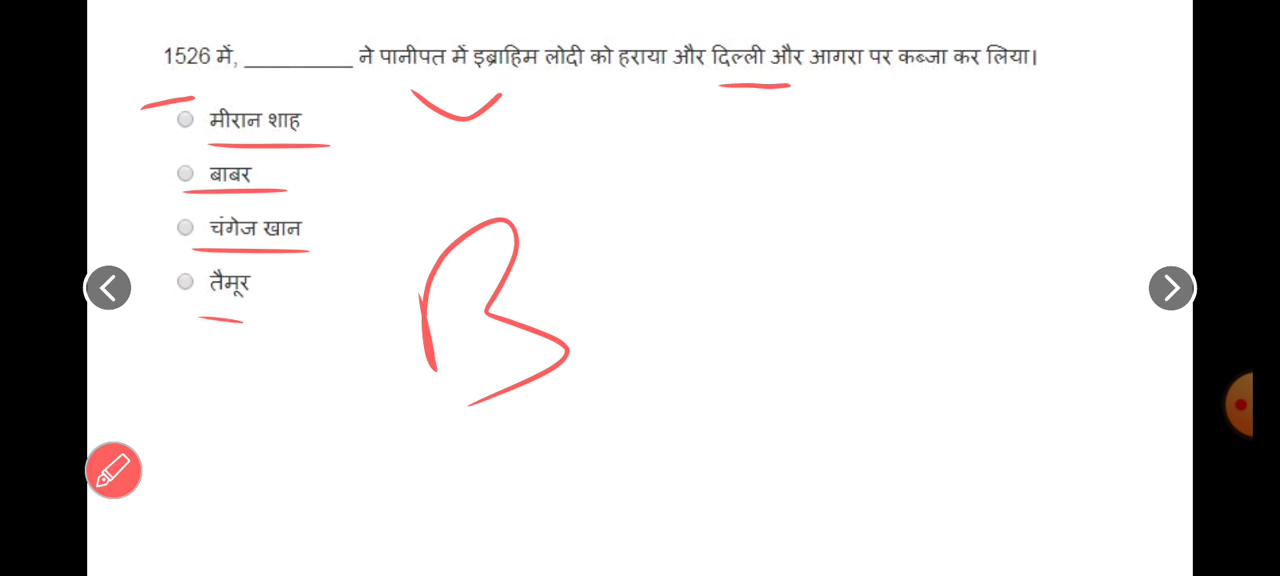 1526 में, __________ ने पानीपत में इब्राहिम लोदी को हराया और दिल्ली और आगरा पर कब्जा कर लिया।
मीरान शाह
बाबर
चंगेज खान
तैमूर
B